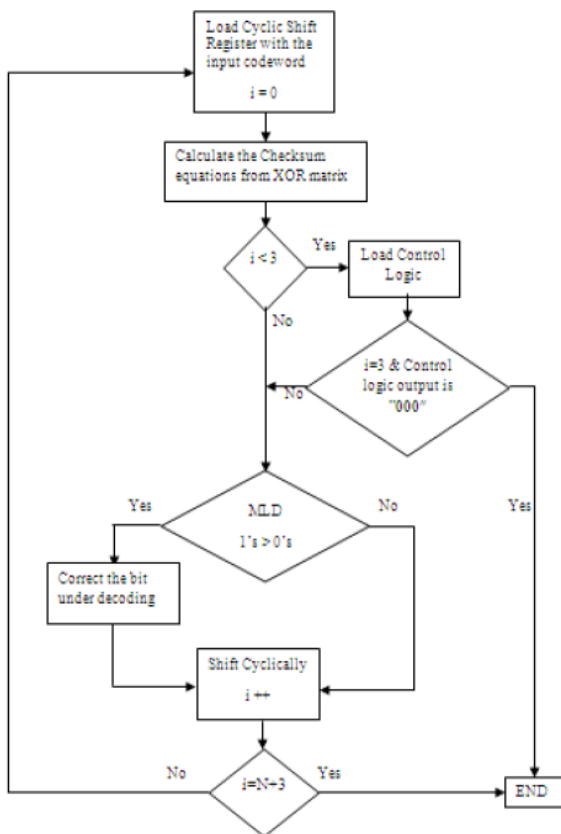 Load Cyclic Shift
Register with the
input codeword
i = 0
Calculate the Checksum
equations from XOR matrix
i < 3
Yes
Load Control
Logic
No
i=3 & Control
logic output is
"000"
No
Yes
MLD
1's > 0's
Yes
No
Correct the bit
under decoding
Shift Cyclically
i ++
i=N+3
No
Yes
END